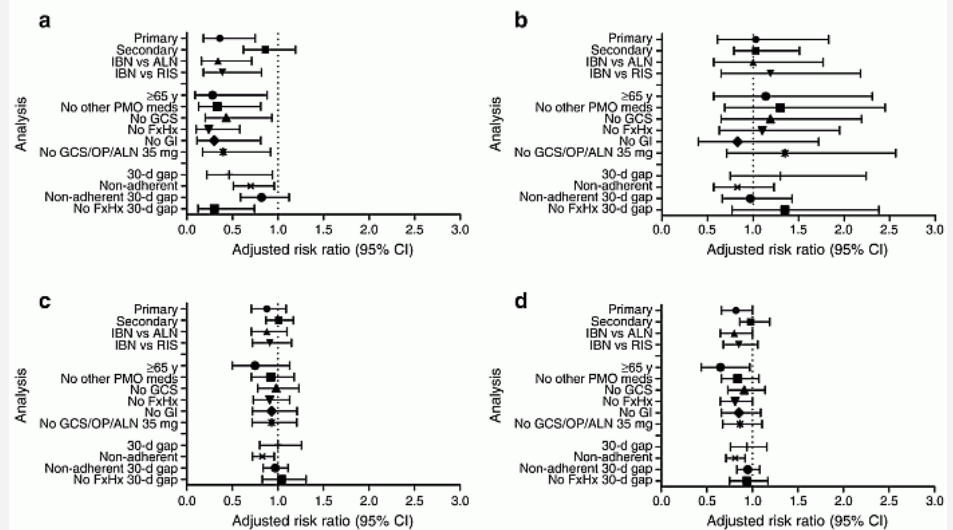 a
Analysis
Primary
Secondary
IBN vs ALN
IBN vs RIS
≥65 y
No other PMO meds
No GCS
No FxHx
No GI
No GCS/OP/ALN 35 mg
30-d gap
Non-adherent
Non-adherent 30-d gap
No FxHx 30-d gap
0.0 0.5 1.0 1.5 2.0 2.5 3.0
Adjusted risk ratio (95% CI)
b
Analysis
Primary
Secondary
IBN vs ALN
IBN vs RIS
≥65 y
No other PMO meds
No GCS
No FxHx
No GI
No GCS/OP/ALN 35 mg
30-d gap
Non-adherent
Non-adherent 30-d gap
No FxHx 30-d gap
0.0 0.5 1.0 1.5 2.0 2.5 3.0
Adjusted risk ratio (95% CI)
c
Analysis
Primary
Secondary
IBN vs ALN
IBN vs RIS
≥65 y
No other PMO meds
No GCS
No FxHx
No GI
No GCS/OP/ALN 35 mg
30-d gap
Non-adherent
Non-adherent 30-d gap
No FxHx 30-d gap
0.0 0.5 1.0 1.5 2.0 2.5 3.0
Adjusted risk ratio (95% CI)
d
Analysis
Primary
Secondary
IBN vs ALN
IBN vs RIS
≥65 y
No other PMO meds
No GCS
No FxHx
No GI
No GCS/OP/ALN 35 mg
30-d gap
Non-adherent
Non-adherent 30-d gap
No FxHx 30-d gap
0.0 0.5 1.0 1.5 2.0 2.5 3.0
Adjusted risk ratio (95% CI)